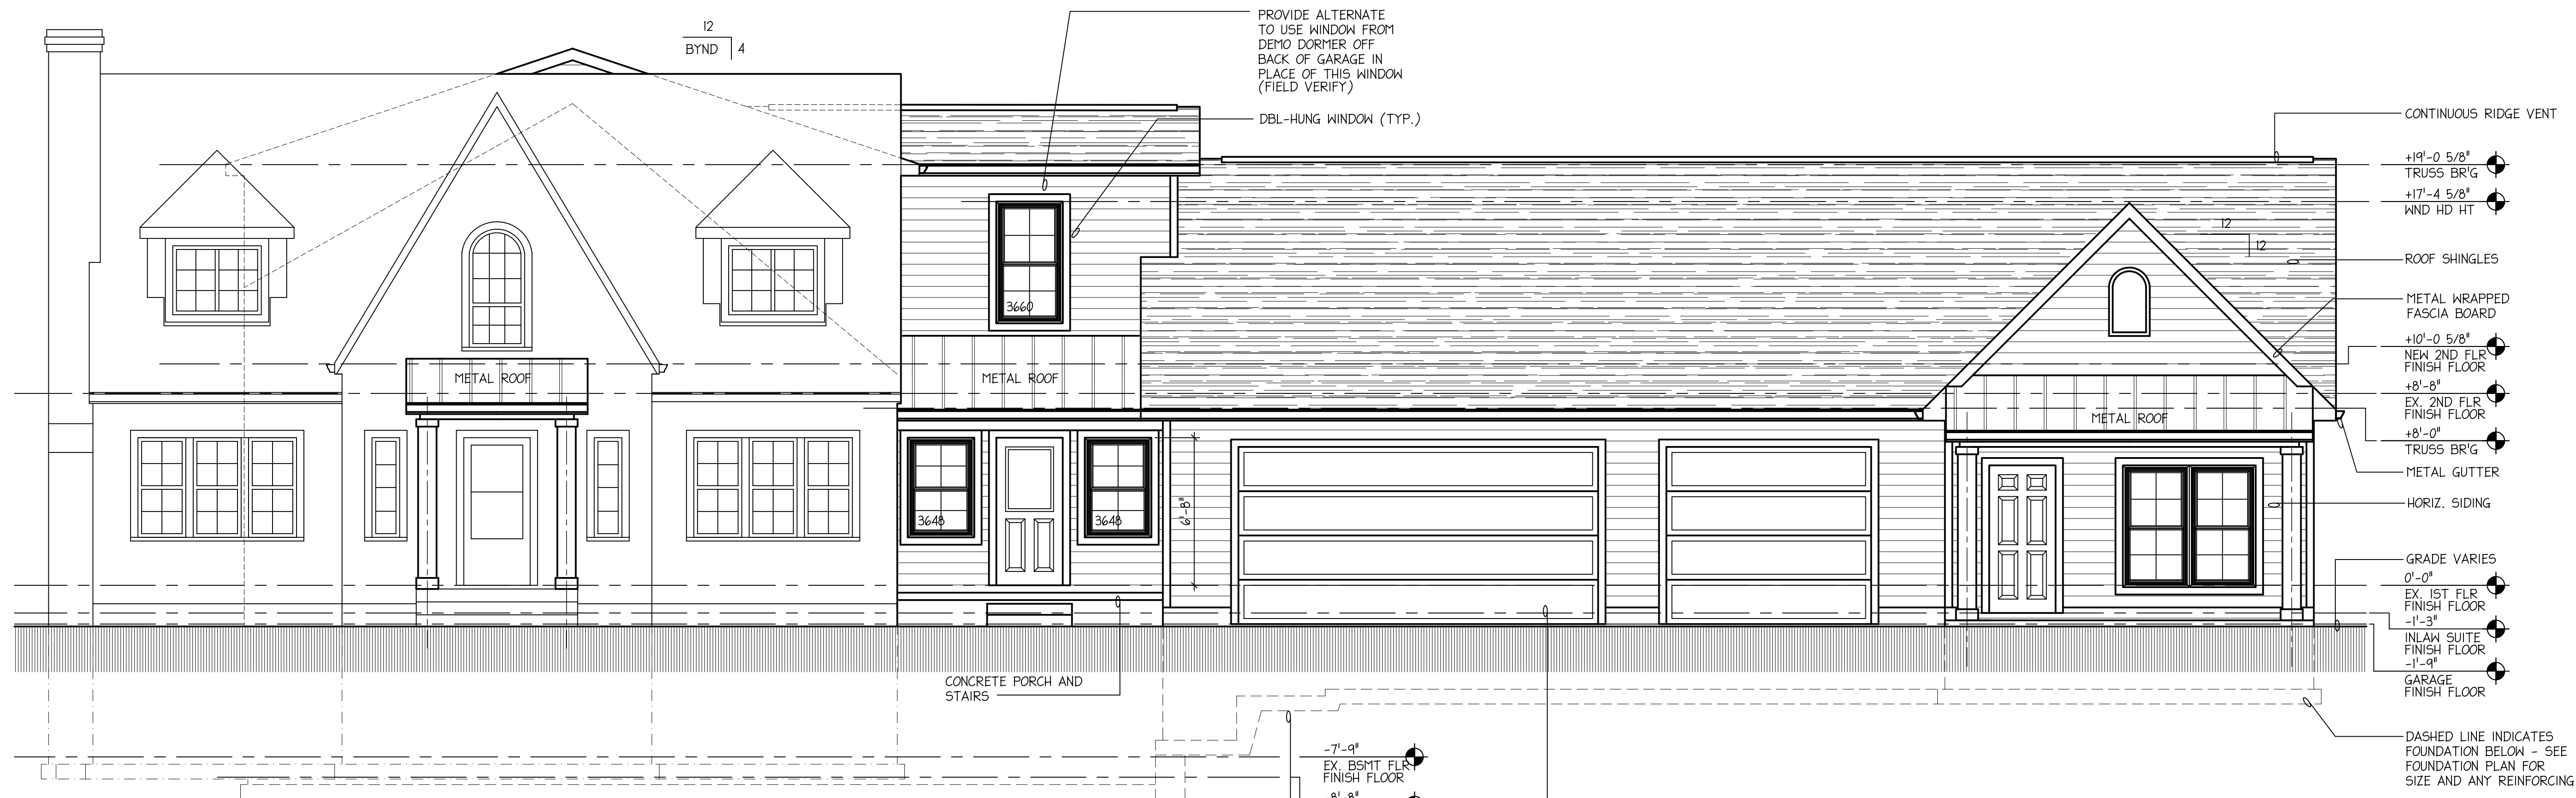 12
BYND 4
PROVIDE ALTERNATE
TO USE WINDOW FROM
DEMO DORMER OFF
BACK OF GARAGE IN
PLACE OF THIS WINDOW
(FIELD VERIFY)
DBL-HUNG WINDOW (TYP.)
CONTINUOUS RIDGE VENT
+19'-0 5/8"
TRUSS BR'G
+17'-4 5/8"
WND HD HT
12
12
ROOF SHINGLES
METAL WRAPPED
FASCIA BOARD
3660
+10'-0 5/8"
NEW 2ND FLR
FINISH FLOOR
METAL ROOF
METAL ROOF
+8'-8"
EX. 2ND FLR
FINISH FLOOR
METAL ROOF
+8'-0"
TRUSS BR'G
METAL GUTTER
HORIZ. SIDING
3648
3648
6'-8"
GRADE VARIES
0'-0"
EX. 1ST FLR
FINISH FLOOR
-1'-3"
INLAW SUITE
FINISH FLOOR
-1'-9"
GARAGE
FINISH FLOOR
CONCRETE PORCH AND
STAIRS
DASHED LINE INDICATES
FOUNDATION BELOW - SEE
FOUNDATION PLAN FOR
SIZE AND ANY REINFORCING
-7'-9"
EX. BSMT FLR
FINISH FLOOR
-8'-8"